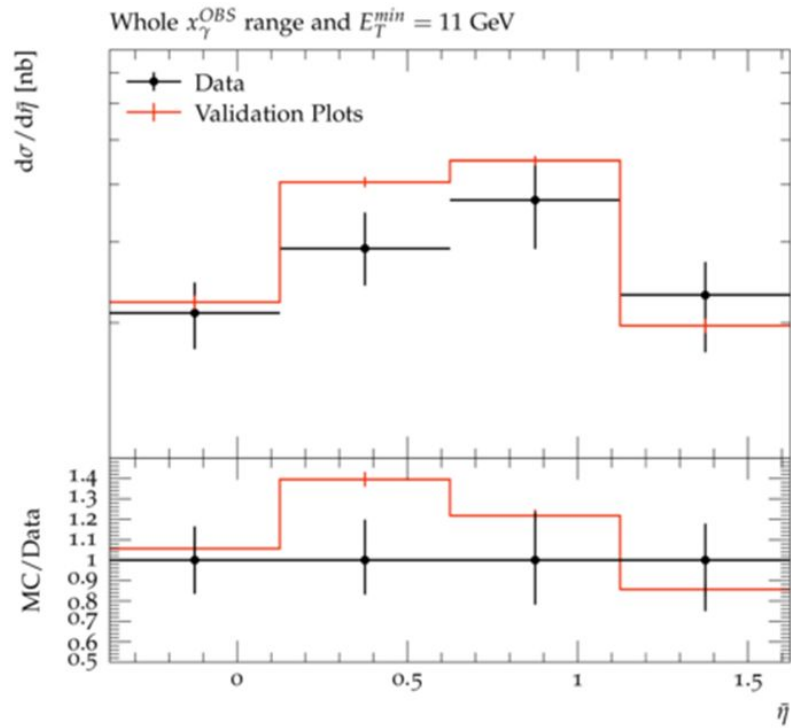 Whole x_γ^OBS range and E_T^min = 11 GeV
dσ/dη̄ [nb]
Data
Validation Plots
MC/Data
1.4
1.3
1.2
1.1
1
0.9
0.8
0.7
0.6
0.5
0 0.5 1 1.5
η̄